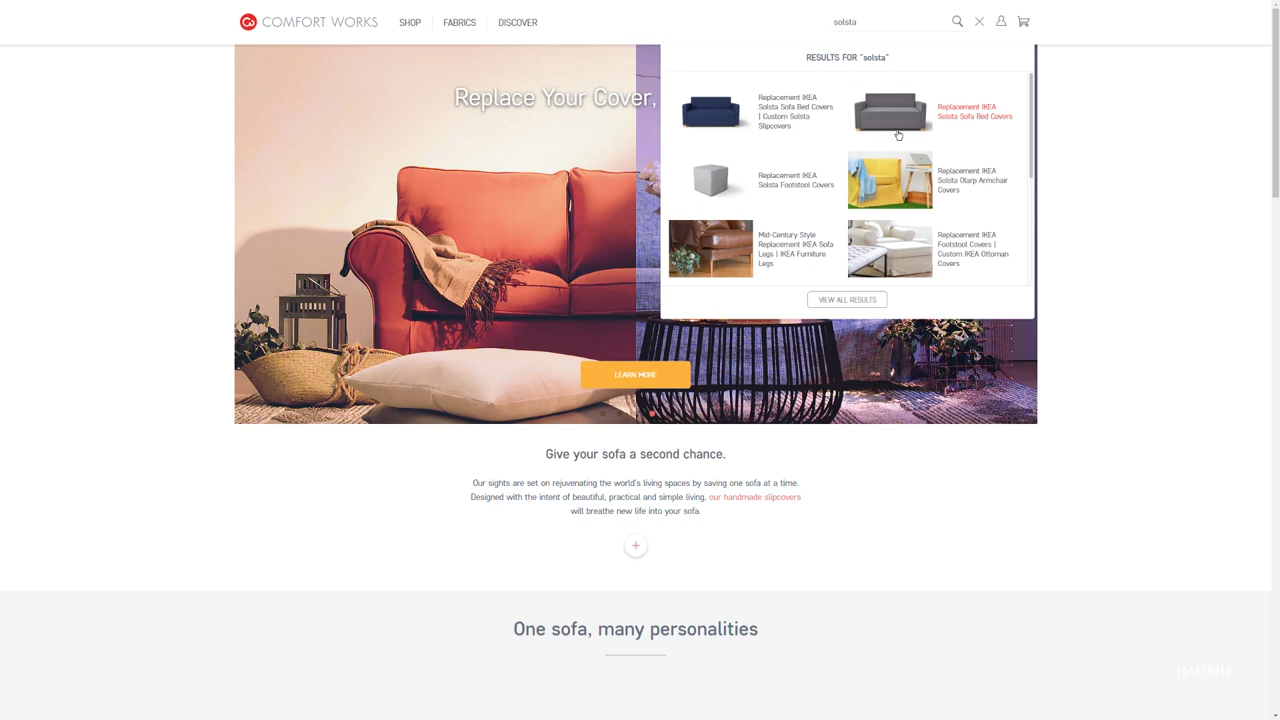 COMFORT WORKS
SHOP
FABRICS
DISCOVER
solsta
RESULTS FOR "solsta"
Replacement IKEA
Solsta Sofa Bed Covers
| Custom Solsta
Slipcovers
Replacement IKEA
Solsta Sofa Bed Covers
Replacement IKEA
Solsta Footstool Covers
Replacement IKEA
Solsta Olarp Armchair
Covers
Mid-Century Style
Replacement IKEA Sofa
Legs | IKEA Furniture
Legs
Replacement IKEA
Footstool Covers |
Custom IKEA Ottoman
Covers
VIEW ALL RESULTS
Replace Your Cover,
LEARN MORE
Give your sofa a second chance.
Our sights are set on rejuvenating the world's living spaces by saving one sofa at a time.
Designed with the intent of beautiful, practical and simple living, our handmade slipcovers
will breathe new life into your sofa.
One sofa, many personalities
HAURJIE